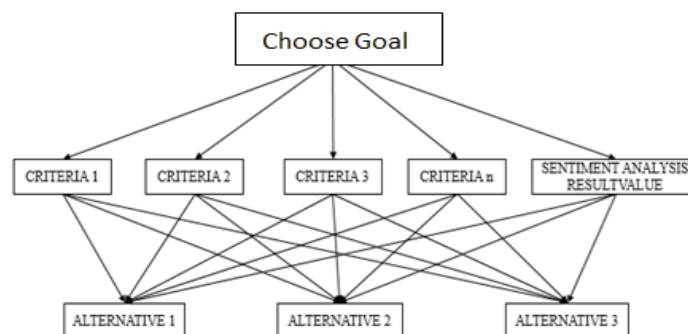 Choose Goal
CRITERIA 1
CRITERIA 2
CRITERIA 3
CRITERIA n
SENTIMENT ANALYSIS
RESULTVALUE
ALTERNATIVE 1
ALTERNATIVE 2
ALTERNATIVE 3